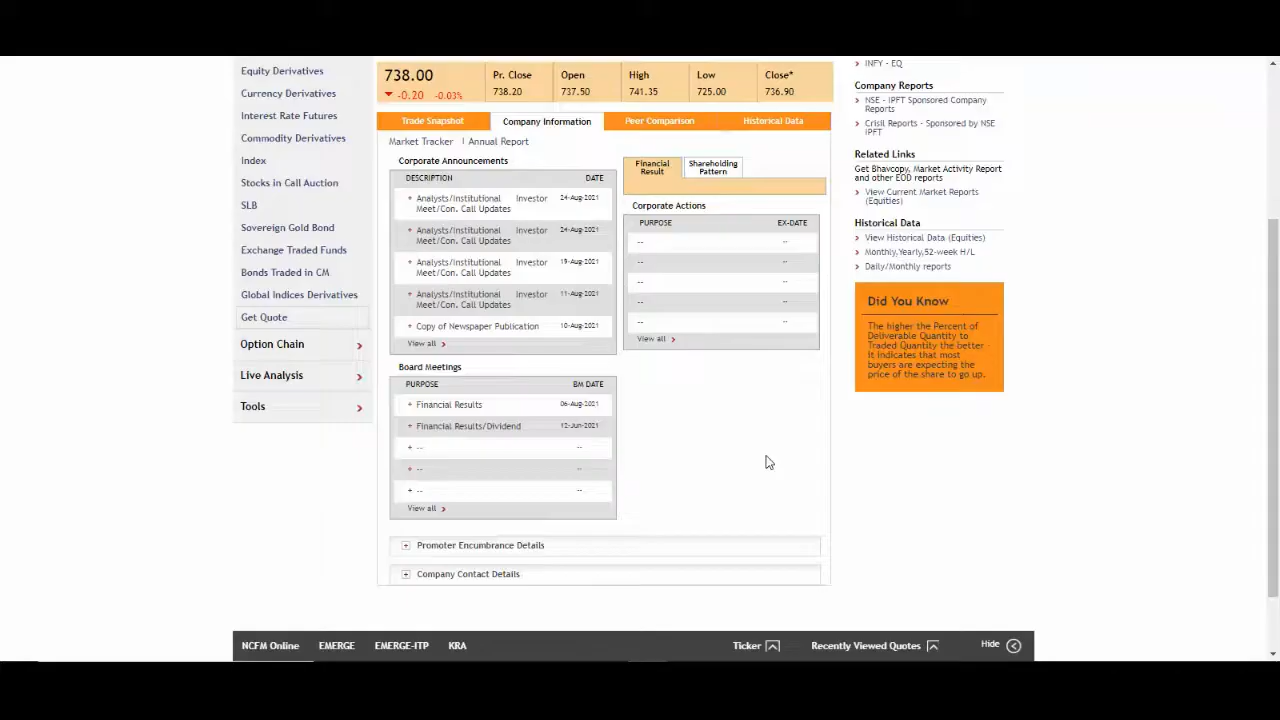 Equity Derivatives
Currency Derivatives
Interest Rate Futures
Commodity Derivatives
Index
Stocks in Call Auction
SLB
Sovereign Gold Bond
Exchange Traded Funds
Bonds Traded in CM
Global Indices Derivatives
Get Quote
Option Chain
Live Analysis
Tools
738.00
-0.20 -0.03%
Pr. Close
738.20
Open
737.50
High
741.35
Low
725.00
Close*
736.90
Trade Snapshot
Company Information
Peer Comparison
Historical Data
Market Tracker | Annual Report
Corporate Announcements
DESCRIPTION DATE
+ Analysts/Institutional Investor 24-Aug-2021
Meet/Con. Call Updates
+ Analysts/Institutional Investor 24-Aug-2021
Meet/Con. Call Updates
+ Analysts/Institutional Investor 19-Aug-2021
Meet/Con. Call Updates
+ Analysts/Institutional Investor 11-Aug-2021
Meet/Con. Call Updates
+ Copy of Newspaper Publication 10-Aug-2021
View all
Board Meetings
PURPOSE BM DATE
+ Financial Results 06-Aug-2021
+ Financial Results/Dividend 12-Jun-2021
+ -- --
+ -- --
+ -- --
View all
Financial
Result
Shareholding
Pattern
Corporate Actions
PURPOSE EX-DATE
-- --
-- --
-- --
-- --
-- --
View all
+ Promoter Encumbrance Details
+ Company Contact Details
INFY - EQ
Company Reports
NSE - IPFT Sponsored Company
Reports
Crisil Reports - Sponsored by NSE
IPFT
Related Links
Get Bhavcopy, Market Activity Report
and other EOD reports
View Current Market Reports
(Equities)
Historical Data
View Historical Data (Equities)
Monthly,Yearly,52-week H/L
Daily/Monthly reports
Did You Know
The higher the Percent of
Deliverable Quantity to
Traded Quantity the better -
it indicates that most
buyers are expecting the
price of the share to go up.
NCFM Online EMERGE EMERGE-ITP KRA Ticker Recently Viewed Quotes Hide